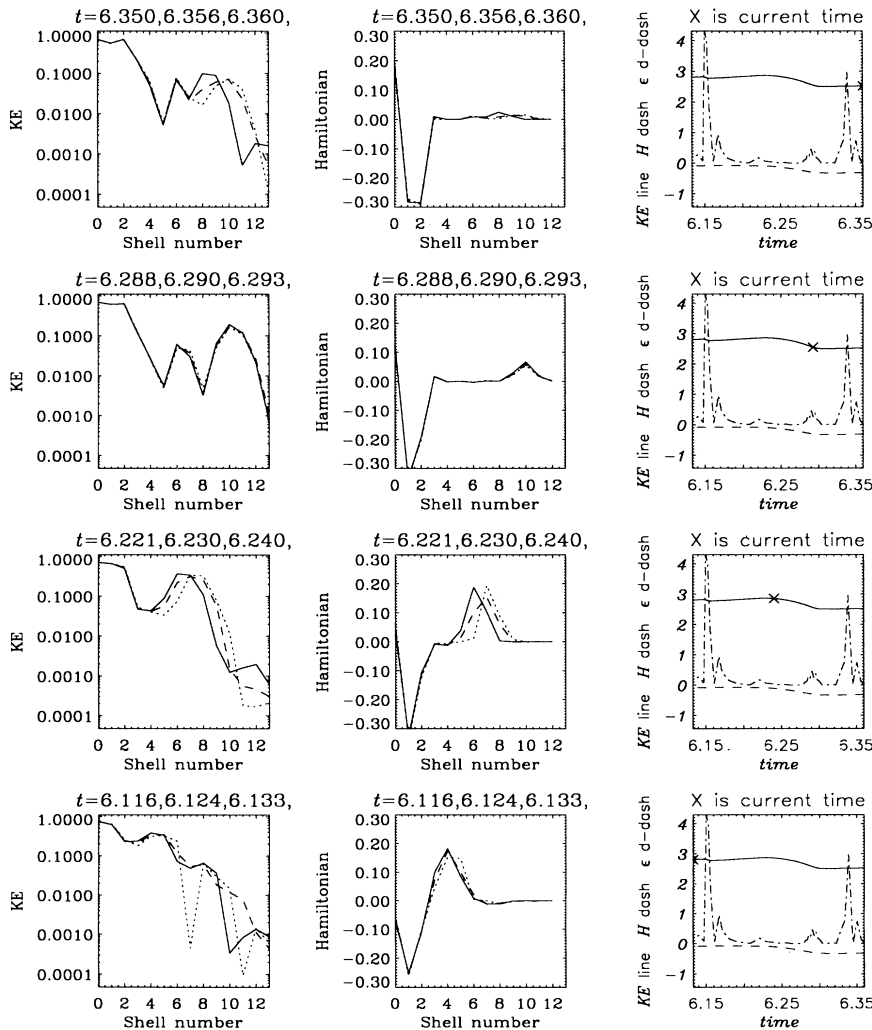 t=6.350,6.356,6.360,
t=6.350,6.356,6.360,
X is current time
KE
1.0000
0.1000
0.0100
0.0010
0.0001
0 2 4 6 8 10 12
Shell number
Hamiltonian
0.30
0.20
0.10
0.00
−0.10
−0.20
−0.30
0 2 4 6 8 10 12
Shell number
KE line H dash ϵ d−dash
4
3
2
1
0
−1
6.15 6.25 6.35
time
t=6.288,6.290,6.293,
t=6.288,6.290,6.293,
X is current time
KE
1.0000
0.1000
0.0100
0.0010
0.0001
0 2 4 6 8 10 12
Shell number
Hamiltonian
0.30
0.20
0.10
0.00
−0.10
−0.20
−0.30
0 2 4 6 8 10 12
Shell number
KE line H dash ϵ d−dash
4
3
2
1
0
−1
6.15 6.25 6.35
time
t=6.221,6.230,6.240,
t=6.221,6.230,6.240,
X is current time
KE
1.0000
0.1000
0.0100
0.0010
0.0001
0 2 4 6 8 10 12
Shell number
Hamiltonian
0.30
0.20
0.10
0.00
−0.10
−0.20
−0.30
0 2 4 6 8 10 12
Shell number
KE line H dash ϵ d−dash
4
3
2
1
0
−1
6.15 6.25 6.35
time
t=6.116,6.124,6.133,
t=6.116,6.124,6.133,
X is current time
KE
1.0000
0.1000
0.0100
0.0010
0.0001
0 2 4 6 8 10 12
Shell number
Hamiltonian
0.30
0.20
0.10
0.00
−0.10
−0.20
−0.30
0 2 4 6 8 10 12
Shell number
KE line H dash ϵ d−dash
4
3
2
1
0
−1
6.15 6.25 6.35
time